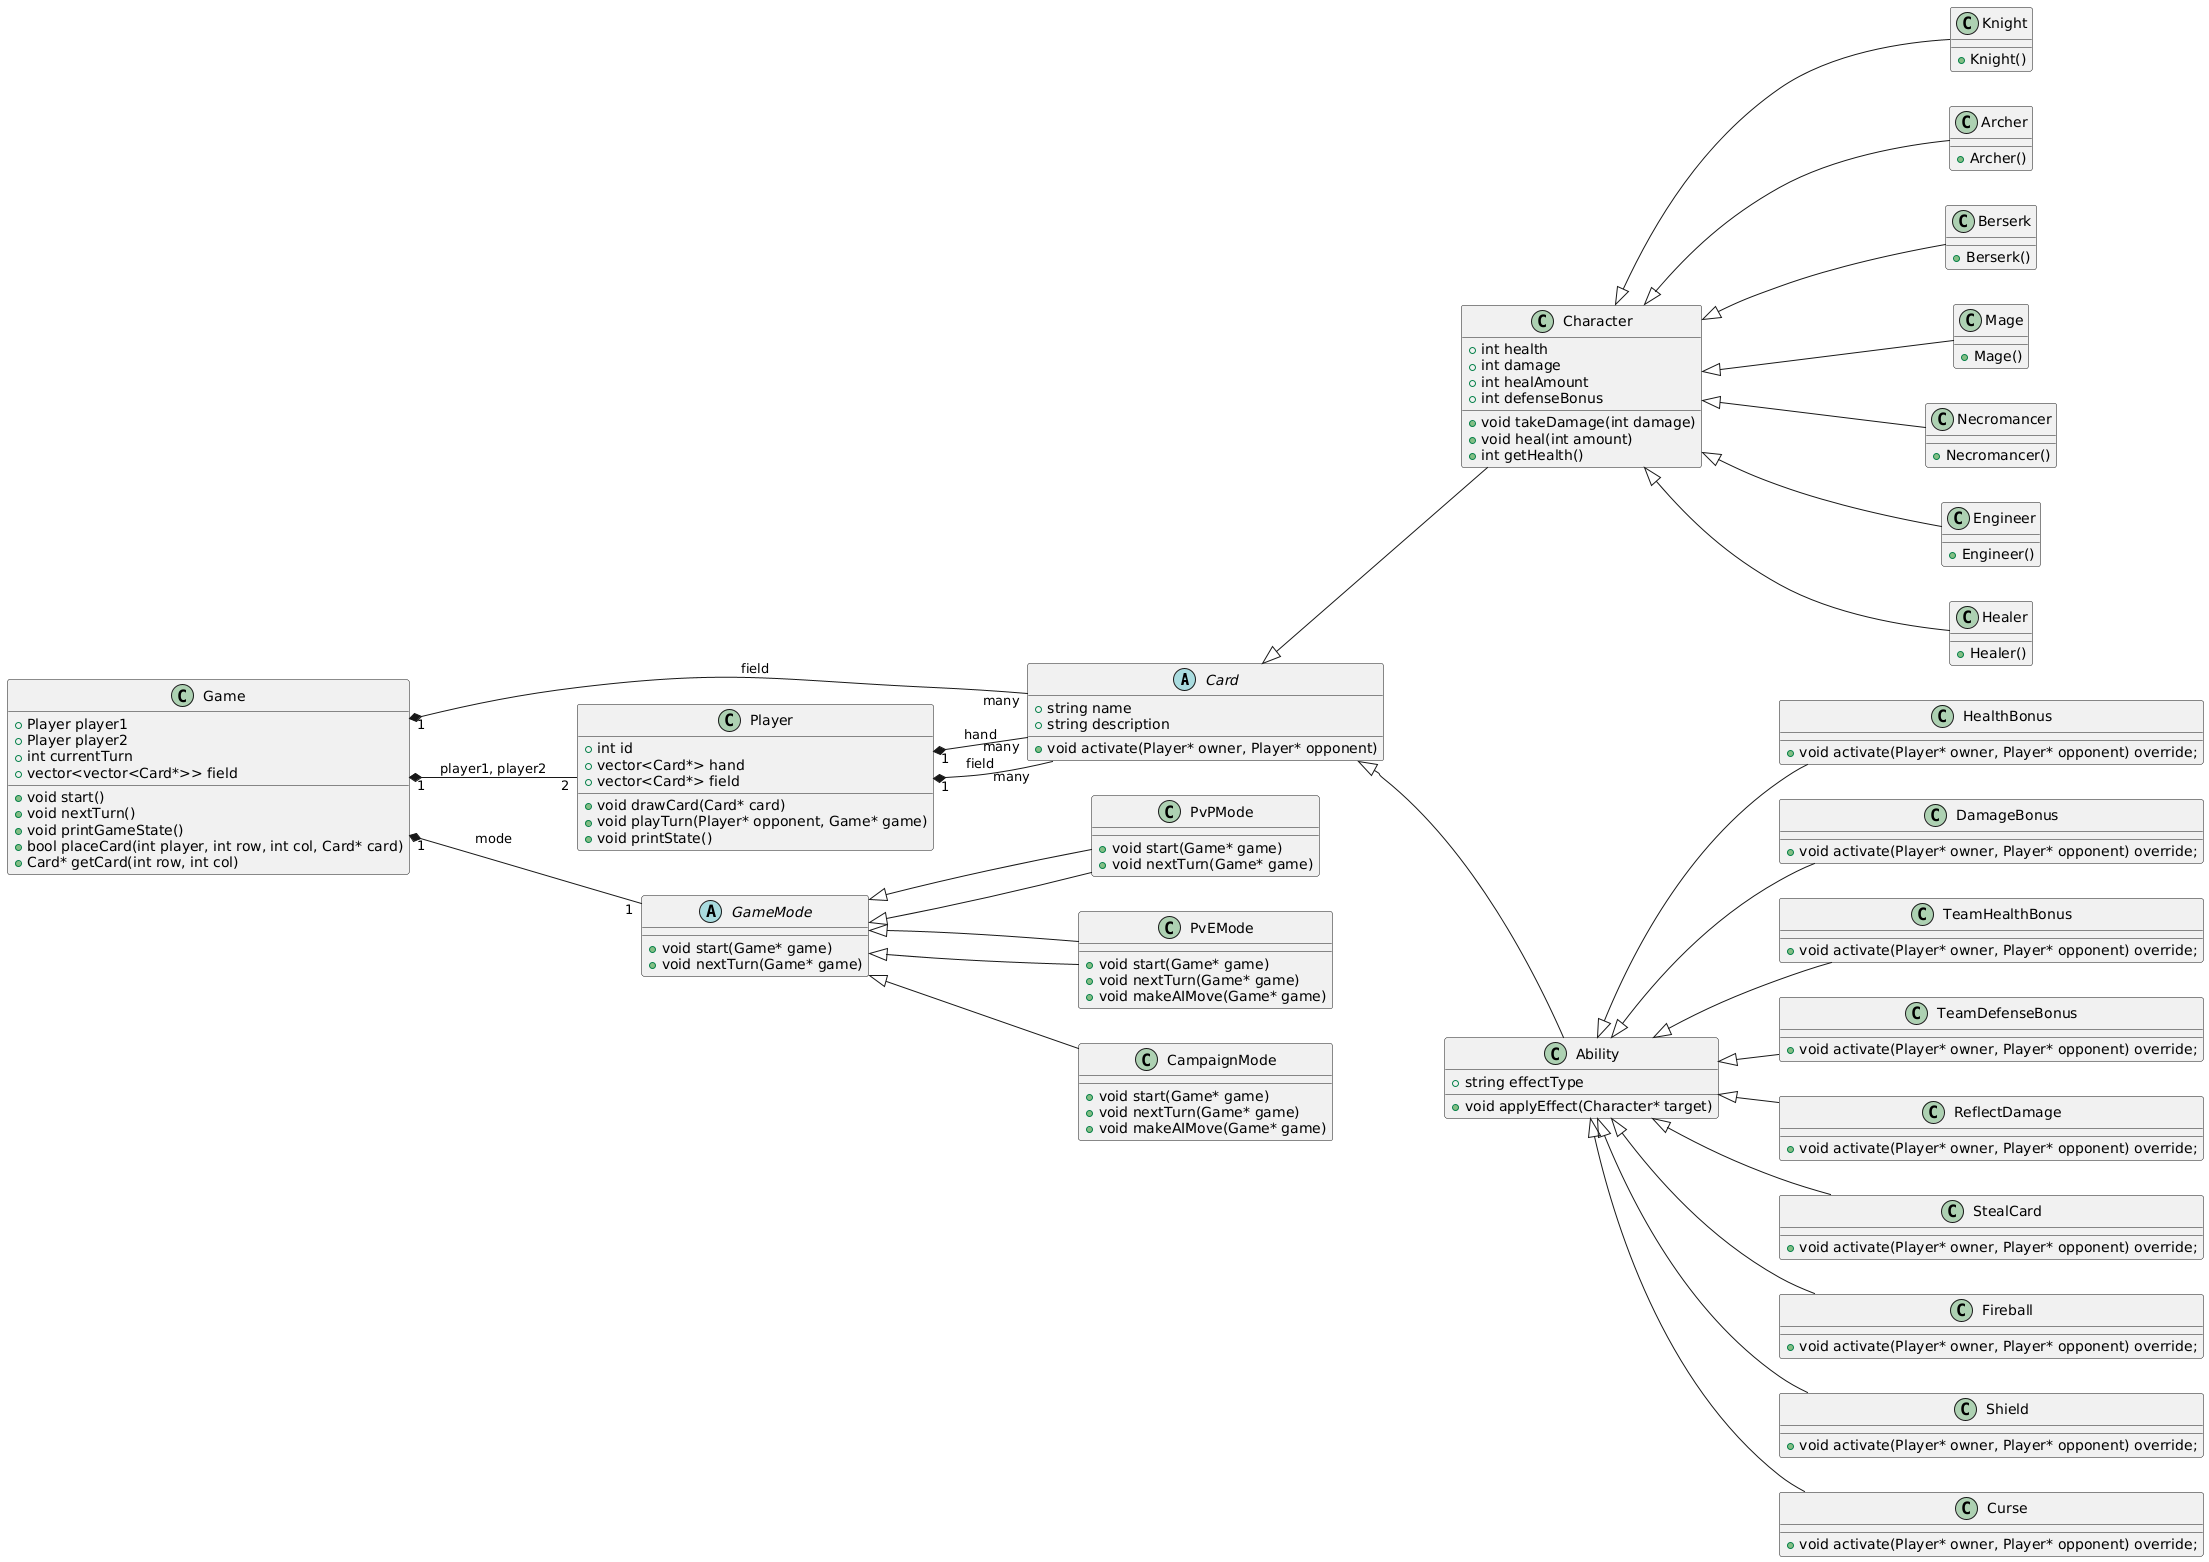 C Knight
+ Knight()
C Archer
+ Archer()
C Berserk
+ Berserk()
C Mage
+ Mage()
C Necromancer
+ Necromancer()
C Engineer
+ Engineer()
C Healer
+ Healer()
C Character
int health
int damage
int healAmount
int defenseBonus
void takeDamage(int damage)
void heal(int amount)
int getHealth()
C Game
Player player1
Player player2
int currentTurn
vector<vector<Card*>> field
void start()
void nextTurn()
void printGameState()
bool placeCard(int player, int row, int col, Card* card)
Card* getCard(int row, int col)
field
1
many
player1, player2
1
2
mode
1
1
C Player
int id
vector<Card*> hand
vector<Card*> field
void drawCard(Card* card)
void playTurn(Player* opponent, Game* game)
void printState()
hand
1
many
field
1
many
A Card
string name
string description
void activate(Player* owner, Player* opponent)
A GameMode
void start(Game* game)
void nextTurn(Game* game)
C PvPMode
void start(Game* game)
void nextTurn(Game* game)
C PvEMode
void start(Game* game)
void nextTurn(Game* game)
void makeAIMove(Game* game)
C CampaignMode
void start(Game* game)
void nextTurn(Game* game)
void makeAIMove(Game* game)
C Ability
string effectType
void applyEffect(Character* target)
C HealthBonus
void activate(Player* owner, Player* opponent) override;
C DamageBonus
void activate(Player* owner, Player* opponent) override;
C TeamHealthBonus
void activate(Player* owner, Player* opponent) override;
C TeamDefenseBonus
void activate(Player* owner, Player* opponent) override;
C ReflectDamage
void activate(Player* owner, Player* opponent) override;
C StealCard
void activate(Player* owner, Player* opponent) override;
C Fireball
void activate(Player* owner, Player* opponent) override;
C Shield
void activate(Player* owner, Player* opponent) override;
C Curse
void activate(Player* owner, Player* opponent) override;